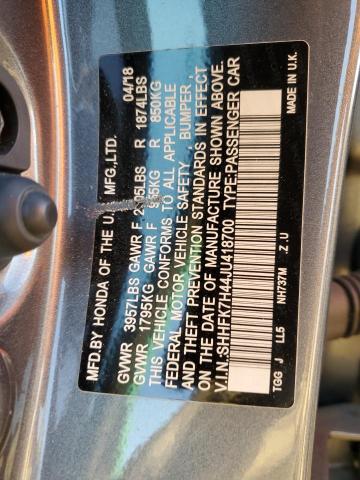 MFD.BY HONDA OF THE U. MFG.,LTD. 04/18
GVWR 3957LBS GAWR F R 1874LBS
GVWR 1795KG GAWR F R 850KG
THIS VEHICLE CONFORMS TO ALL APPLICABLE
FEDERAL MOTOR VEHICLE SAFETY , BUMPER ,
AND THEFT PREVENTION STANDARDS IN EFFECT
ON THE DATE OF MANUFACTURE SHOWN ABOVE.
V.I.N.:SHHFK7H44JU418700 TYPE:PASSENGER CAR
TGG J LL5 NH737M Z.U MADE IN U.K.